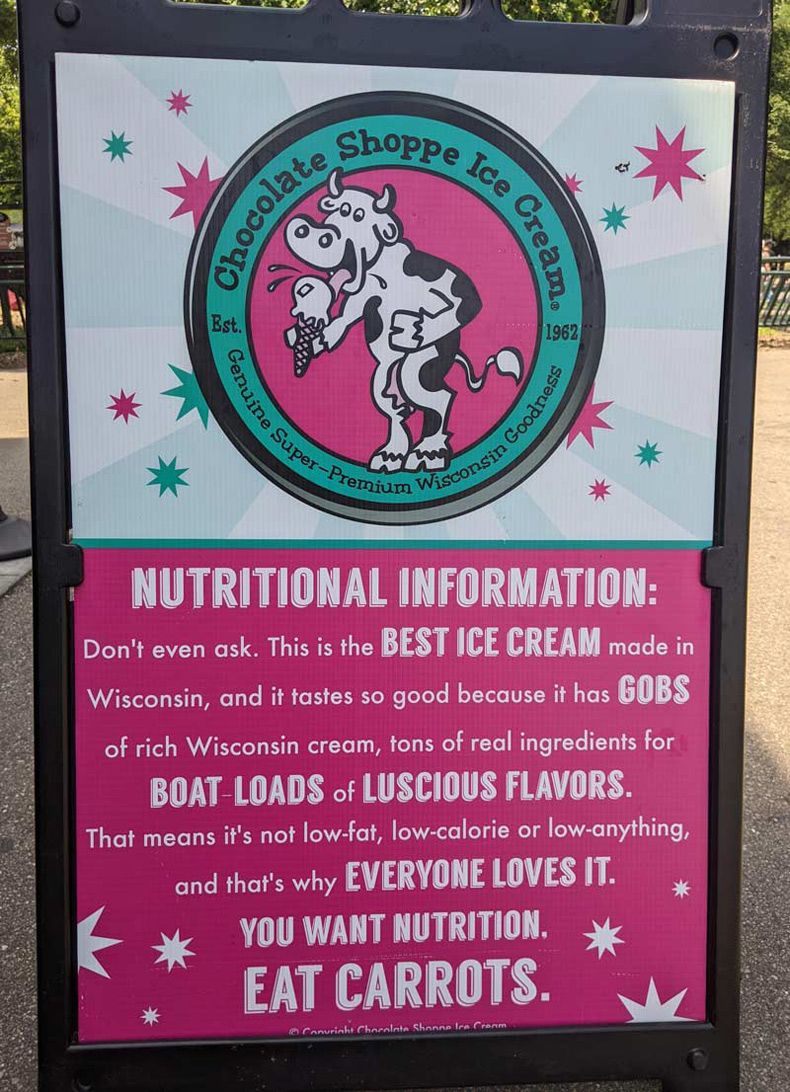 Chocolate Shoppe Ice Cream®
Est. 1962
Genuine Super-Premium Wisconsin Goodness
NUTRITIONAL INFORMATION:
Don't even ask. This is the BEST ICE CREAM made in
Wisconsin, and it tastes so good because it has GOBS
of rich Wisconsin cream, tons of real ingredients for
BOAT-LOADS of LUSCIOUS FLAVORS.
That means it's not low-fat, low-calorie or low-anything,
and that's why EVERYONE LOVES IT.
YOU WANT NUTRITION.
EAT CARROTS.
© Copyright Chocolate Shoppe Ice Cream